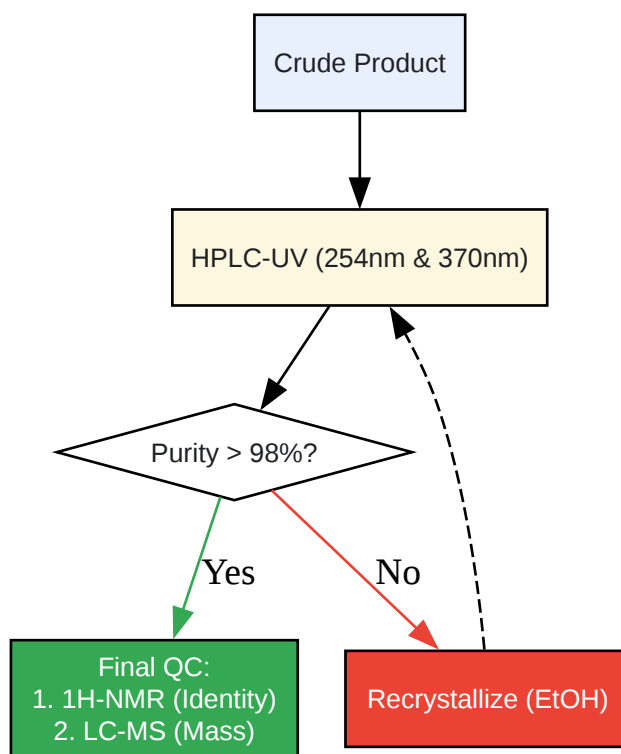 Crude Product
HPLC-UV (254nm & 370nm)
Purity > 98%?
Yes
No
Final QC:
1. 1H-NMR (Identity)
2. LC-MS (Mass)
Recrystallize (EtOH)